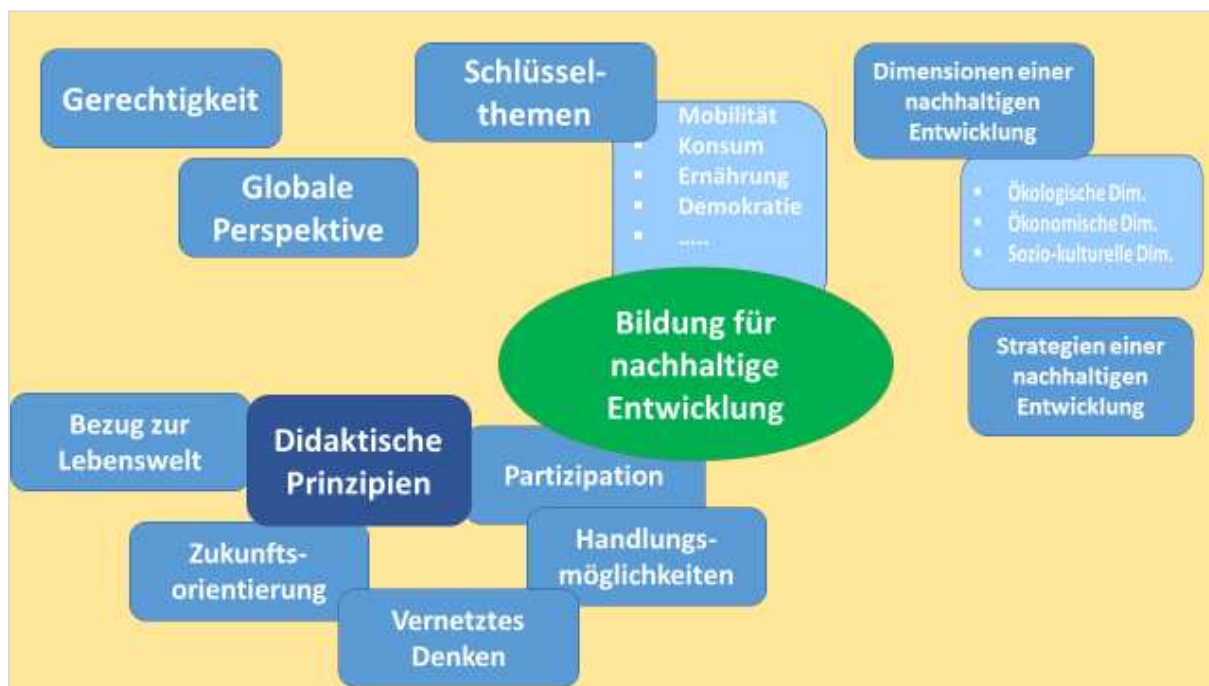 Gerechtigkeit
Globale
Perspektive
Schlüssel-
themen
Mobilität
▪ Konsum
▪ Ernährung
▪ Demokratie
▪ .....
Dimensionen einer
nachhaltigen
Entwicklung
▪ Ökologische Dim.
▪ Ökonomische Dim.
▪ Sozio-kulturelle Dim.
Strategien einer
nachhaltigen
Entwicklung
Bildung für
nachhaltige
Entwicklung
Bezug zur
Lebenswelt
Didaktische
Prinzipien
Partizipation
Zukunfts-
orientierung
Handlungs-
möglichkeiten
Vernetztes
Denken